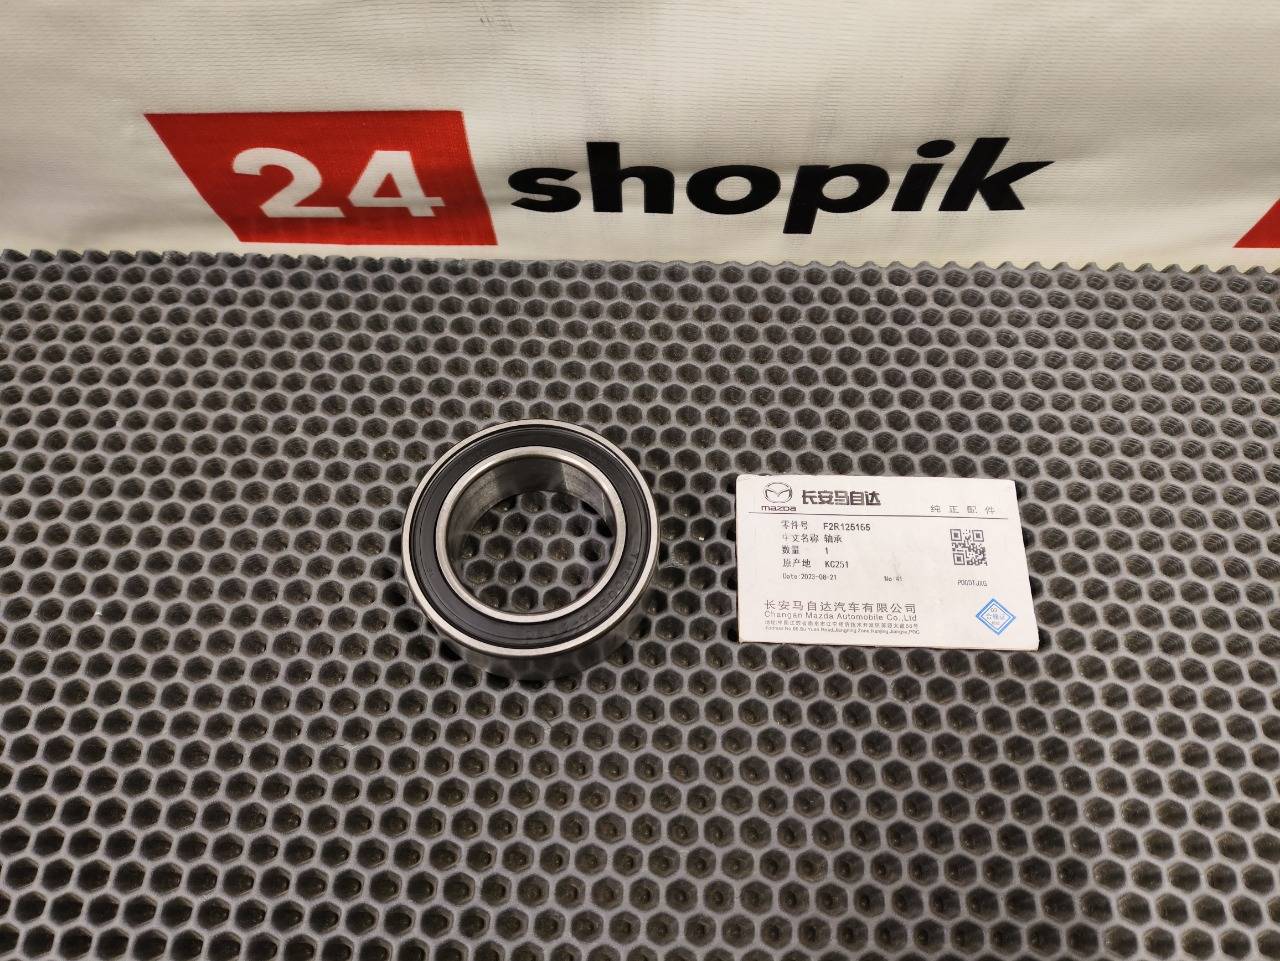 24 shopik
mazda 长安马自达
纯正配件
零件号 F2R125155
中文名称 轴承
数量 1
原产地 KC251
Date:2023-08-21 No:41
长安马自达汽车有限公司
Changan Mazda Automobile Co.,Ltd